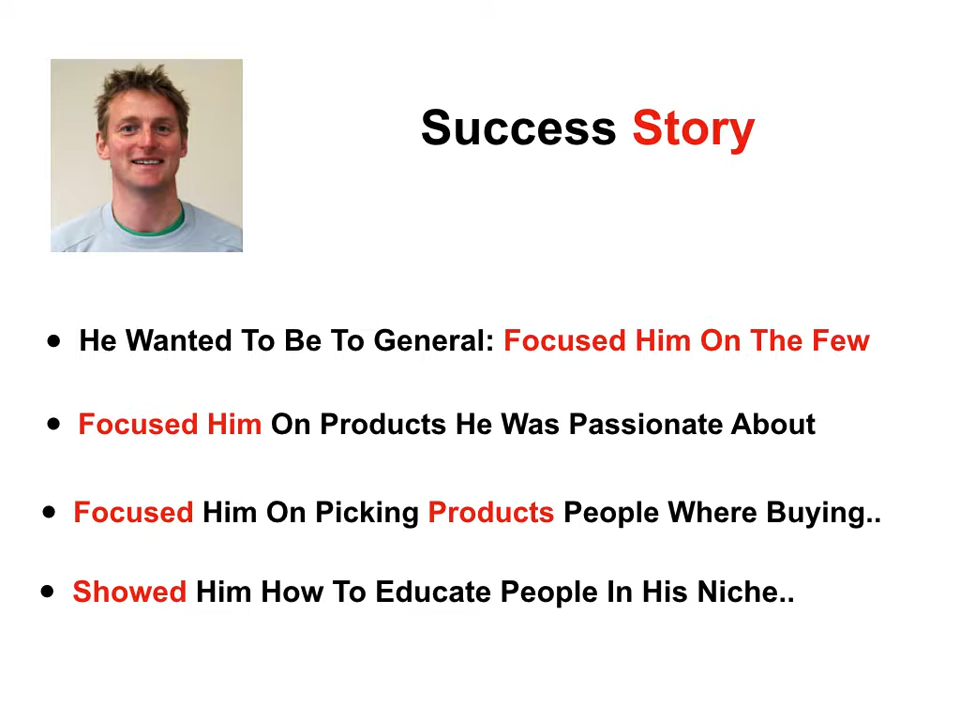 Success Story
• He Wanted To Be To General: Focused Him On The Few
• Focused Him On Products He Was Passionate About
• Focused Him On Picking Products People Where Buying..
• Showed Him How To Educate People In His Niche..